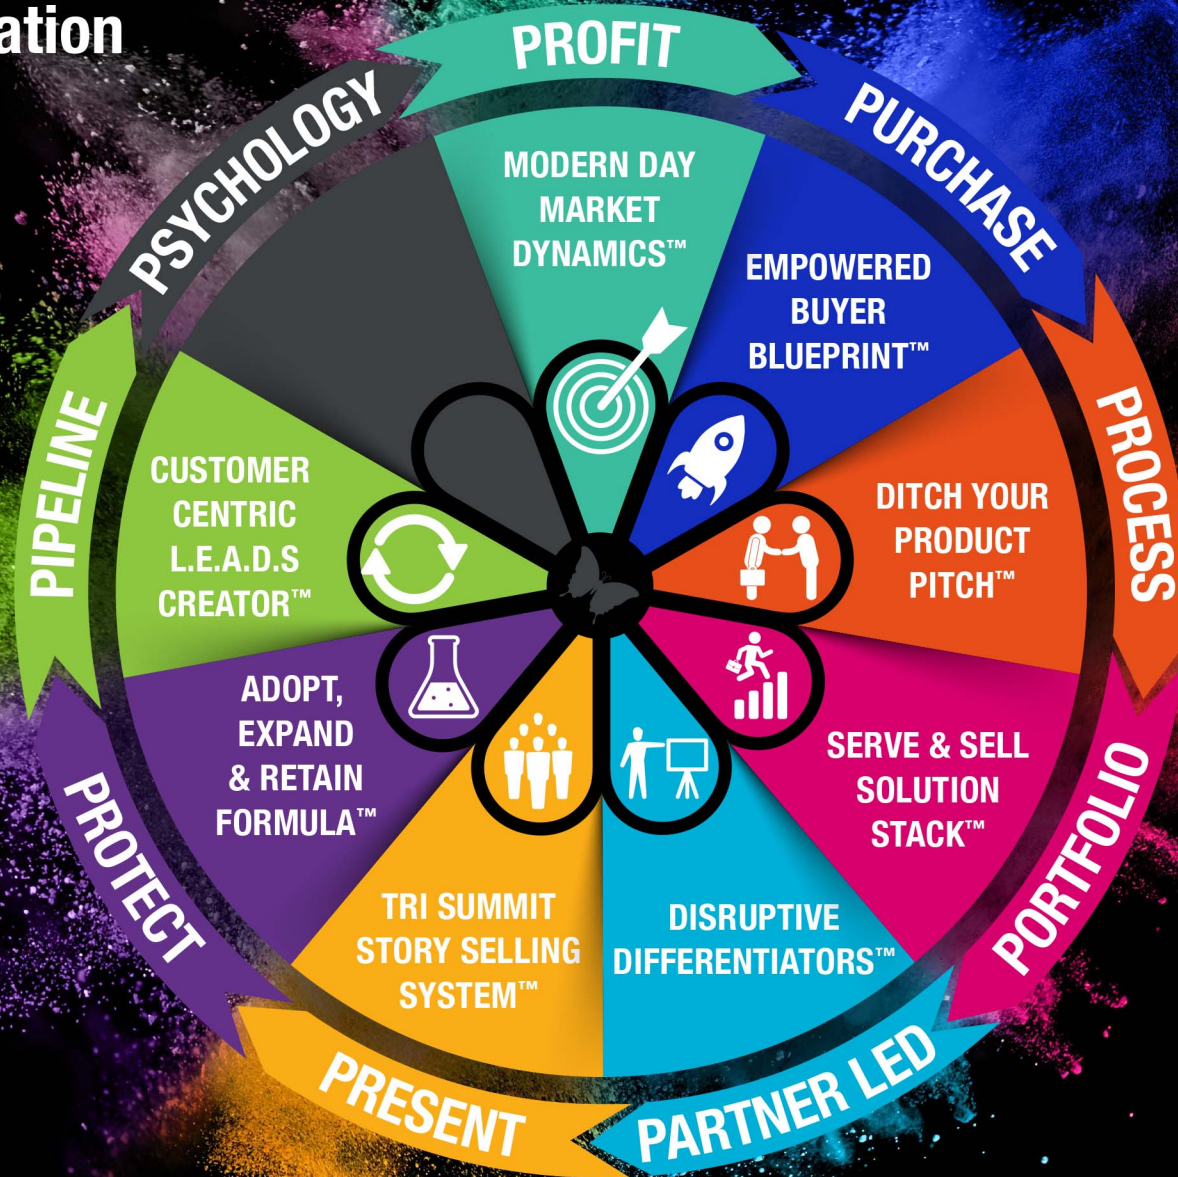 ation
PROFIT
PURCHASE
PROCESS
PORTFOLIO
PARTNER LED
PRESENT
PROTECT
PIPELINE
PSYCHOLOGY
MODERN DAY
MARKET
DYNAMICS™
EMPOWERED
BUYER
BLUEPRINT™
DITCH YOUR
PRODUCT
PITCH™
SERVE & SELL
SOLUTION
STACK™
DISRUPTIVE
DIFFERENTIATORS™
TRI SUMMIT
STORY SELLING
SYSTEM™
ADOPT,
EXPAND
& RETAIN
FORMULA™
CUSTOMER
CENTRIC
L.E.A.D.S
CREATOR™